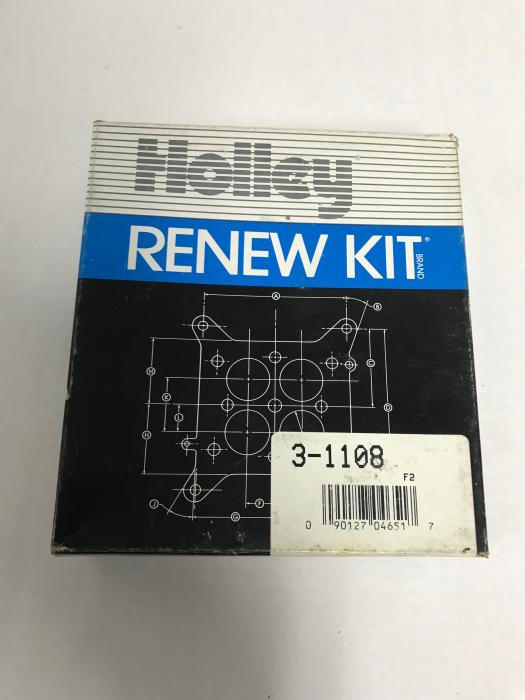 Holley®
RENEW KIT®
BRAND
A
B
H
C
K
D
L
H
J
G
F
3-1108
F2
0 90127 04651 7